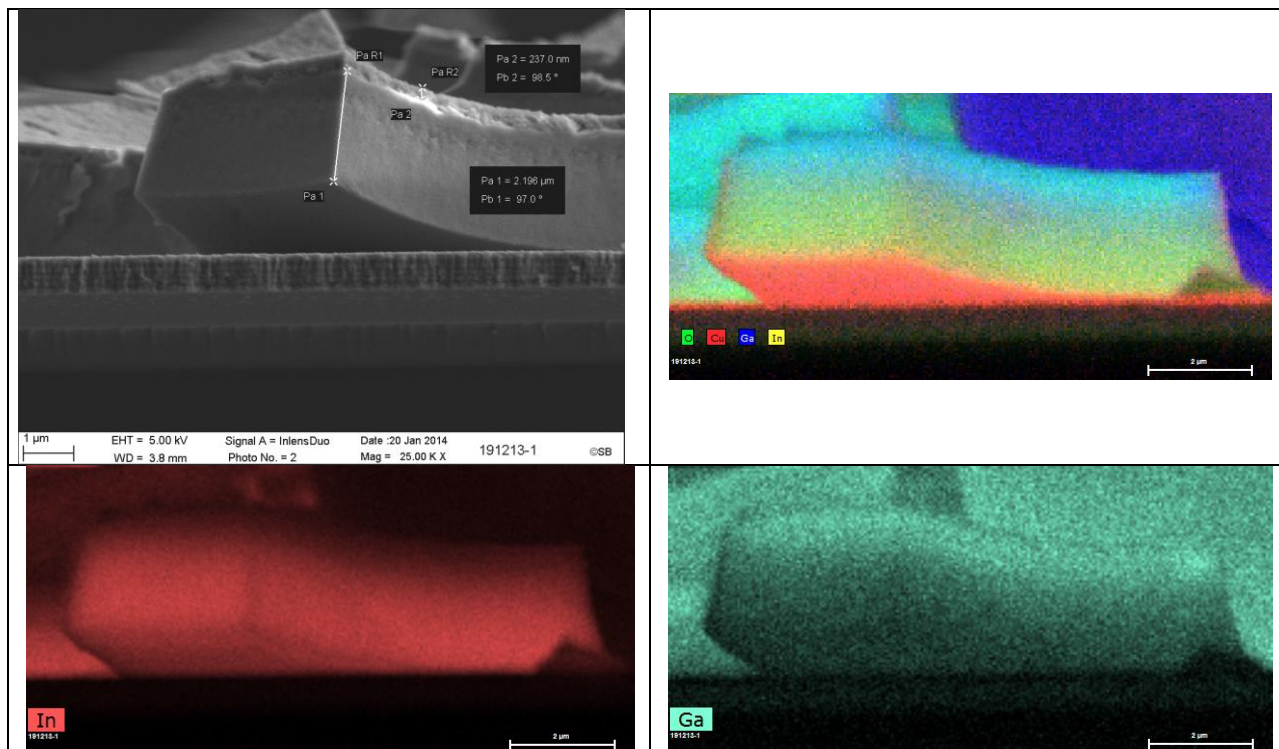 Pa R1
Pa 2 = 237.0 nm
Pb 2 = 98.5 °
Pa R2
Pa 2
Pa 1 = 2.196 µm
Pb 1 = 97.0 °
Pa 1
1 µm
EHT = 5.00 kV
Signal A = InlensDuo
Date :20 Jan 2014
191213-1
©SB
WD = 3.8 mm
Photo No. = 2
Mag = 25.00 K X
O Cu Ga In
191213-1
2 µm
In
191213-1
2 µm
Ga
191213-1
2 µm